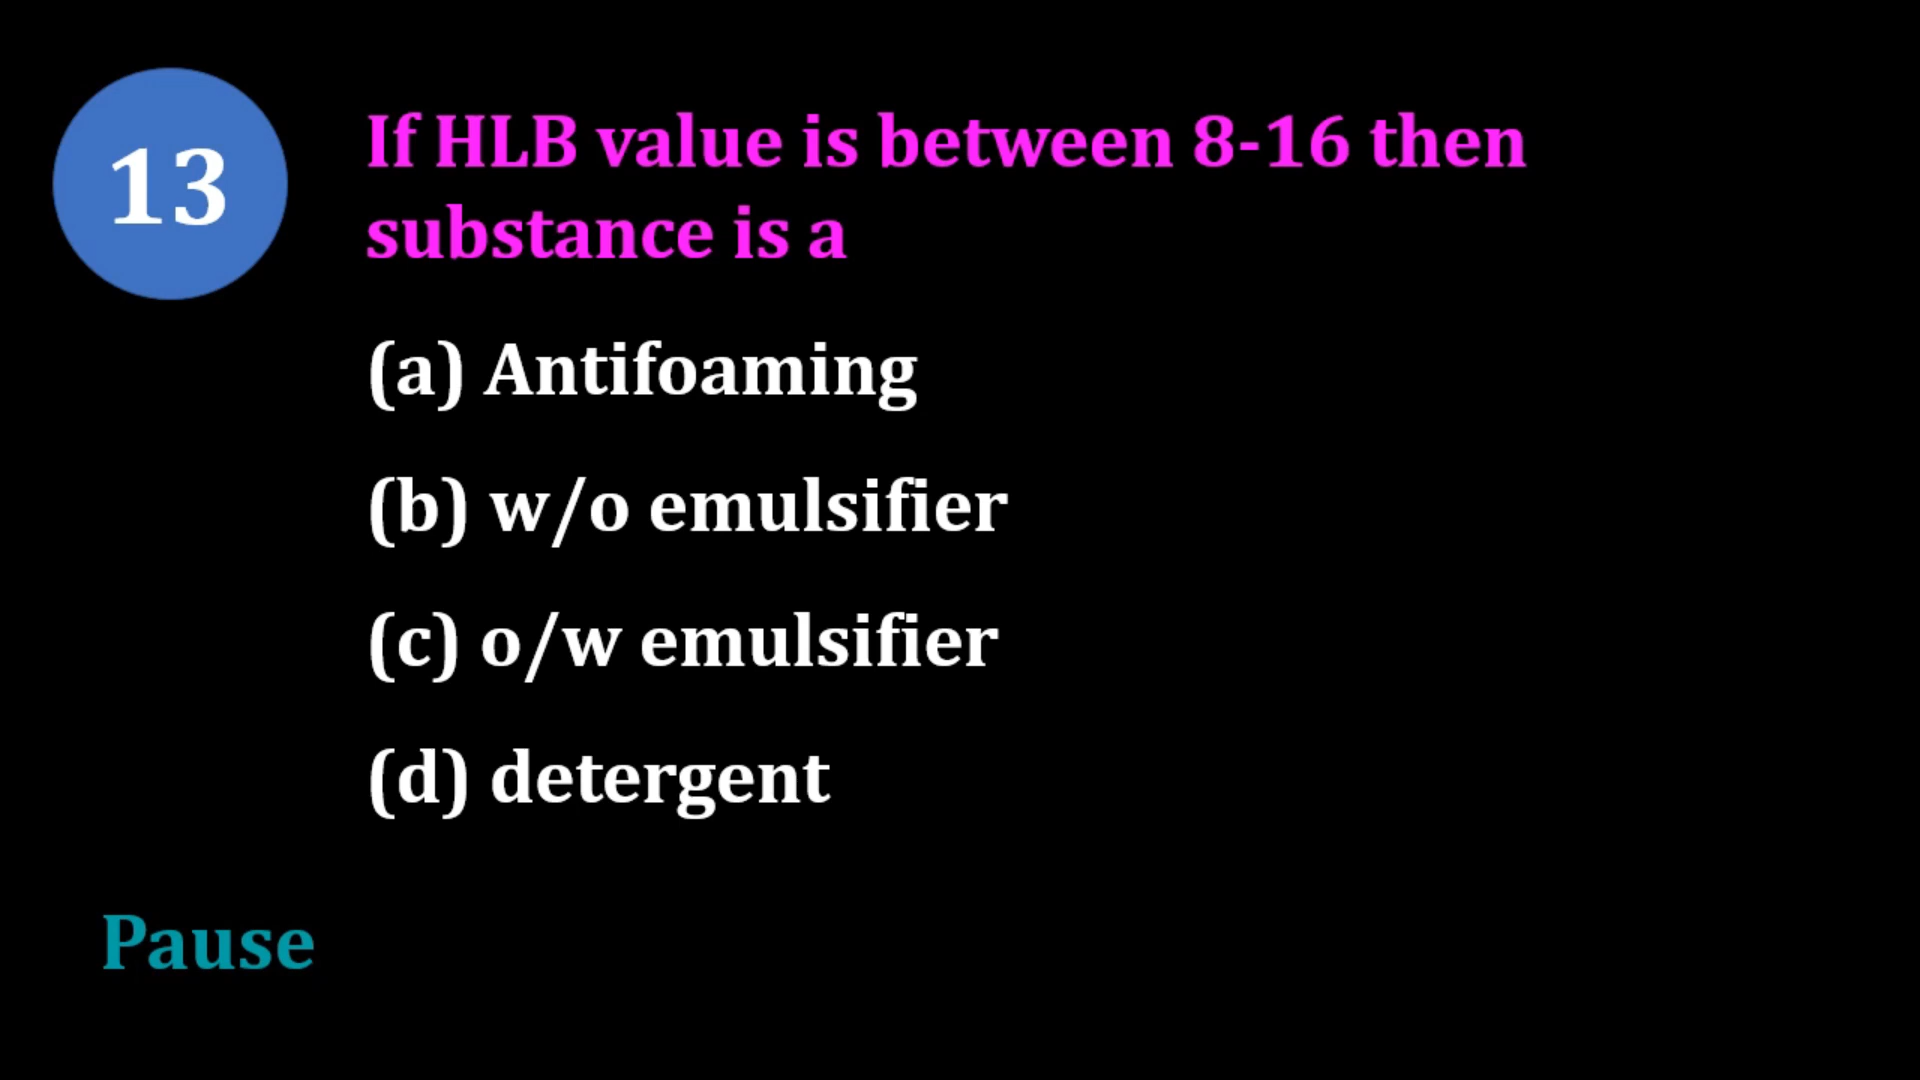 13
If HLB value is between 8-16 then
substance is a
(a) Antifoaming
(b) w/o emulsifier
(c) o/w emulsifier
(d) detergent
Pause